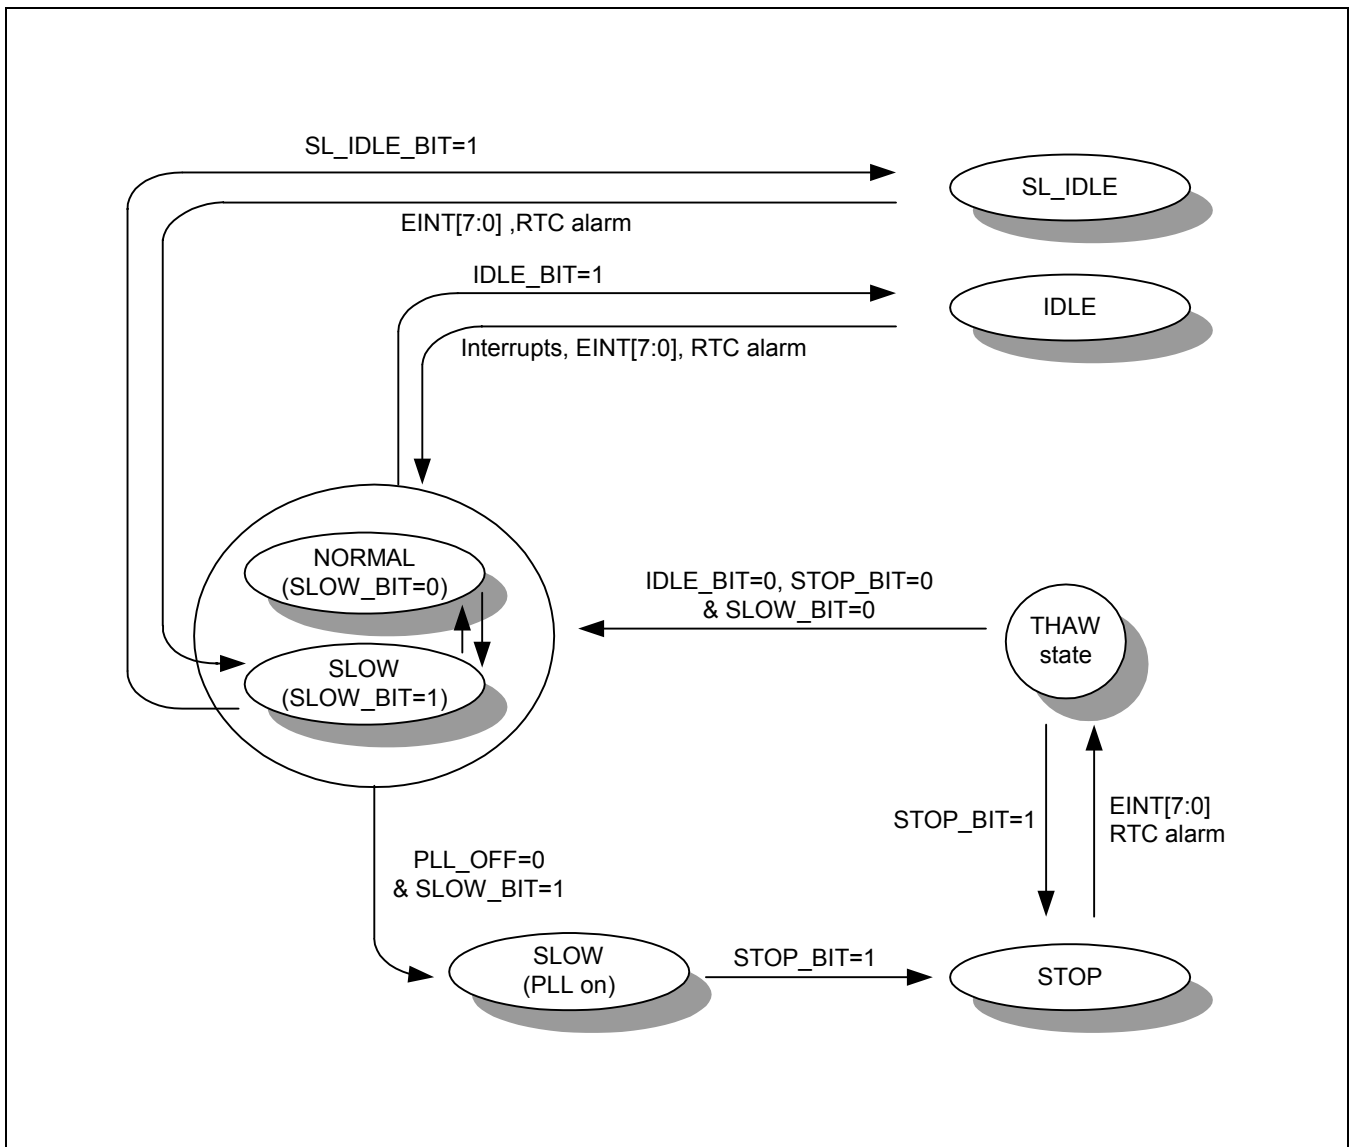 SL_IDLE_BIT=1
SL_IDLE
EINT[7:0] ,RTC alarm
IDLE_BIT=1
IDLE
Interrupts, EINT[7:0], RTC alarm
NORMAL
(SLOW_BIT=0)
SLOW
(SLOW_BIT=1)
IDLE_BIT=0, STOP_BIT=0
& SLOW_BIT=0
THAW
state
STOP_BIT=1
EINT[7:0]
RTC alarm
PLL_OFF=0
& SLOW_BIT=1
SLOW
(PLL on)
STOP_BIT=1
STOP